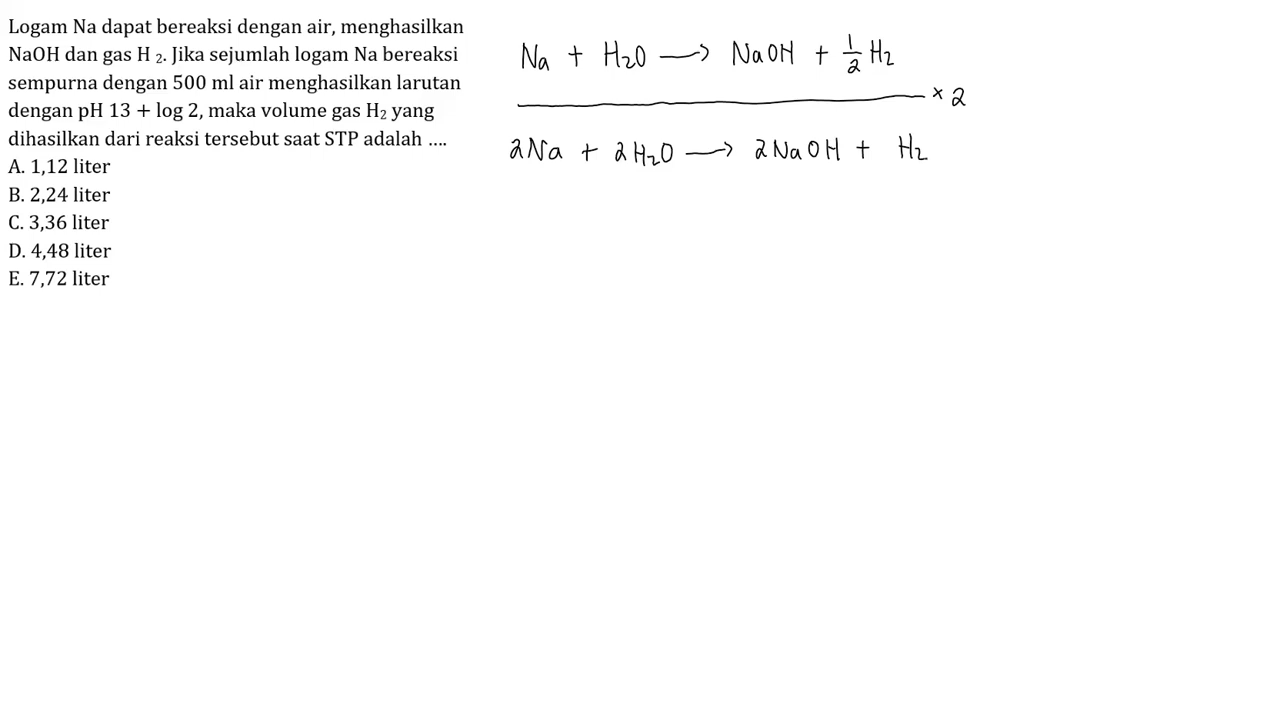 Logam Na dapat bereaksi dengan air, menghasilkan
NaOH dan gas H ₂. Jika sejumlah logam Na bereaksi
sempurna dengan 500 ml air menghasilkan larutan
dengan pH 13 + log 2, maka volume gas H₂ yang
dihasilkan dari reaksi tersebut saat STP adalah ....
A. 1,12 liter
B. 2,24 liter
C. 3,36 liter
D. 4,48 liter
E. 7,72 liter
Na + H₂O ⟶ NaOH + ½ H₂
× 2
2Na + 2H₂O ⟶ 2NaOH + H₂